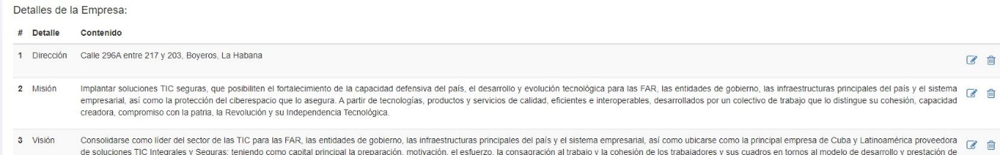 Detalles de la Empresa:
# Detalle Contenido
1 Dirección Calle 296A entre 217 y 203, Boyeros, La Habana
2 Misión Implantar soluciones TIC seguras, que posibiliten el fortalecimiento de la capacidad defensiva del país, el desarrollo y evolución tecnológica para las FAR, las entidades de gobierno, las infraestructuras principales del país y el sistema
empresarial, así como la protección del ciberespacio que lo asegura. A partir de tecnologías, productos y servicios de calidad, eficientes e interoperables, desarrollados por un colectivo de trabajo que lo distingue su cohesión, capacidad
creadora, compromiso con la patria, la Revolución y su Independencia Tecnológica.
3 Visión Consolidarse como líder del sector de las TIC para las FAR, las entidades de gobierno, las infraestructuras principales del país y el sistema empresarial, así como ubicarse como la principal empresa de Cuba y Latinoamérica proveedora
de soluciones TIC Integrales y Seguras; teniendo como capital principal la preparación, motivación, el esfuerzo, la consagración al trabajo y la cohesión de los trabajadores y sus cuadros en tornos al modelo de desarrollo y prestación de